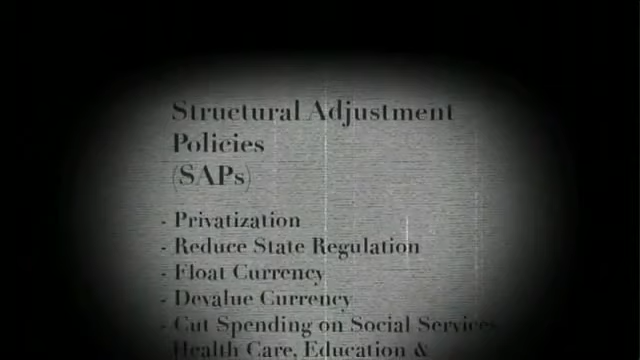 Structural Adjustment
Policies
(SAPs)
- Privatization
- Reduce State Regulation
- Float Currency
- Devalue Currency
- Cut Spending on Social Services
Health Care, Education &